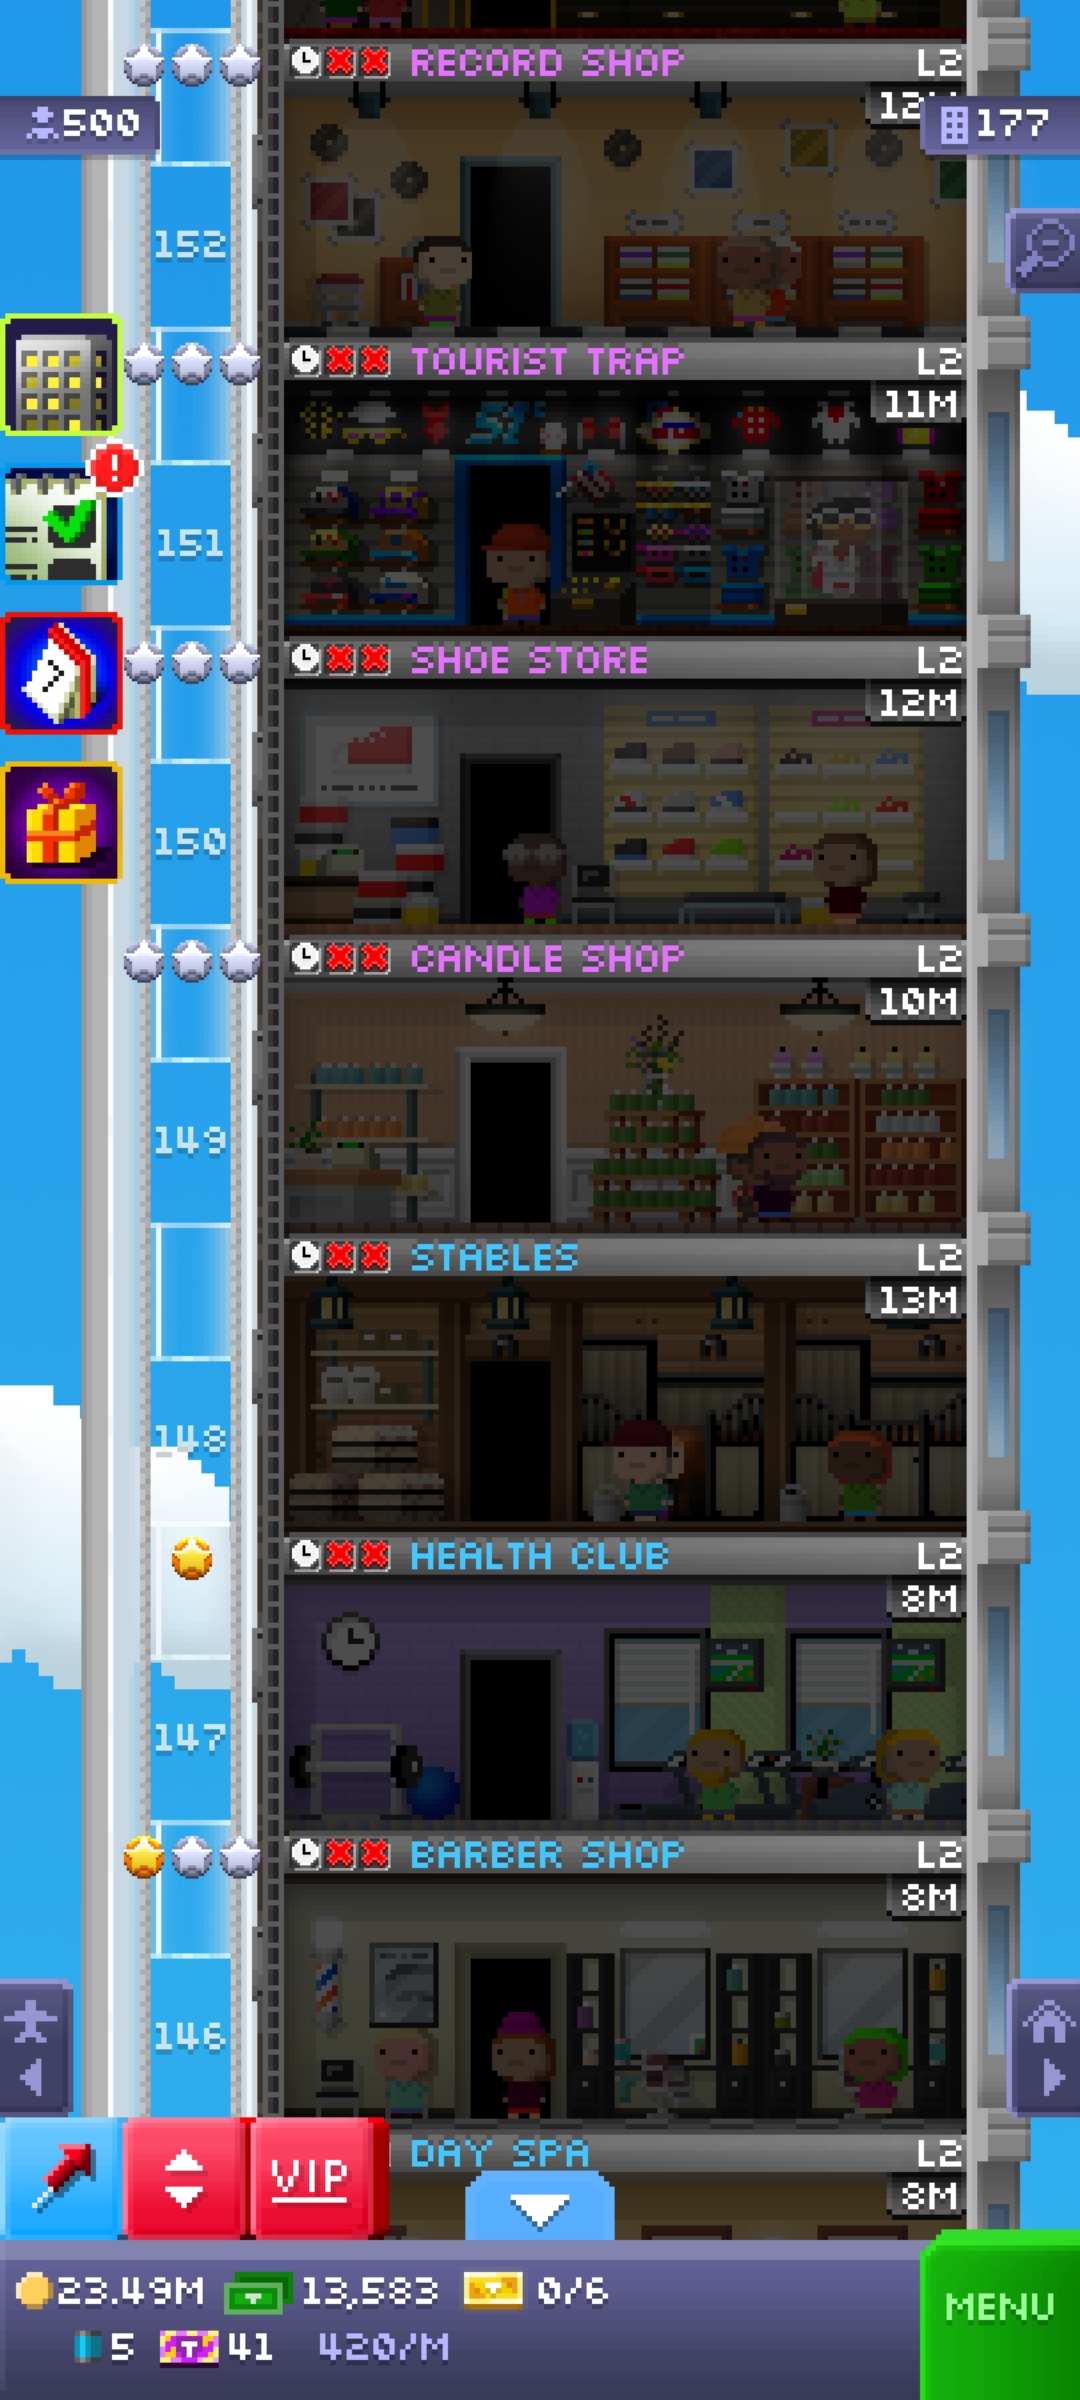 RECORD SHOP L2
500
177
152
TOURIST TRAP L2
11M
151
SHOE STORE L2
12M
150
CANDLE SHOP L2
10M
149
STABLES L2
13M
148
HEALTH CLUB L2
8M
147
BARBER SHOP L2
8M
146
DAY SPA L2
VIP
8M
23.49M 13,583 0/6
MENU
5 41 420/M